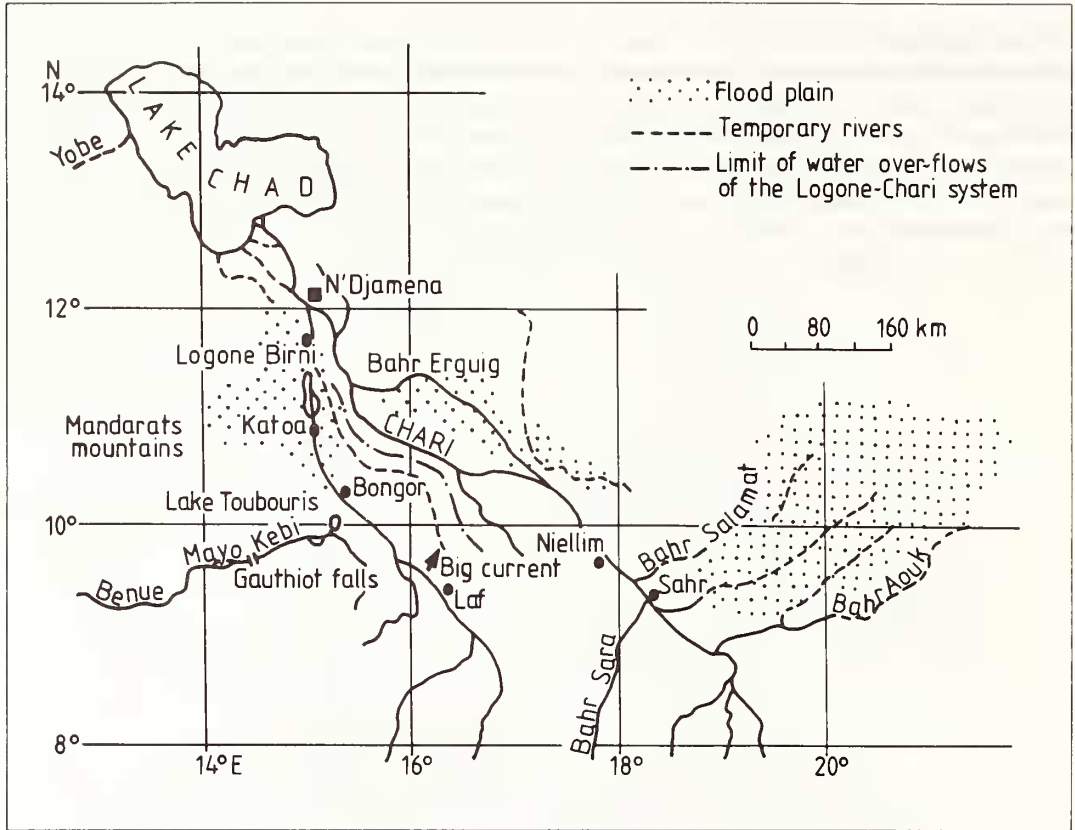 N
14°
LAKE
CHAD
Yobe
Flood plain
Temporary rivers
Limit of water over-flows
of the Logone-Chari system
N'Djamena
12°
0 80 160 km
Logone Birni
Bahr Erguig
Mandarats
mountains
Katoa
CHARI
Bongor
Lake Toubouris
10°
Mayo Kebi
Gauthiot falls
Benue
Big current
Laf
Niellim
Bahr Salamat
Sahr
Bahr Aouk
Bahr Sara
8°
14°E 16° 18° 20°